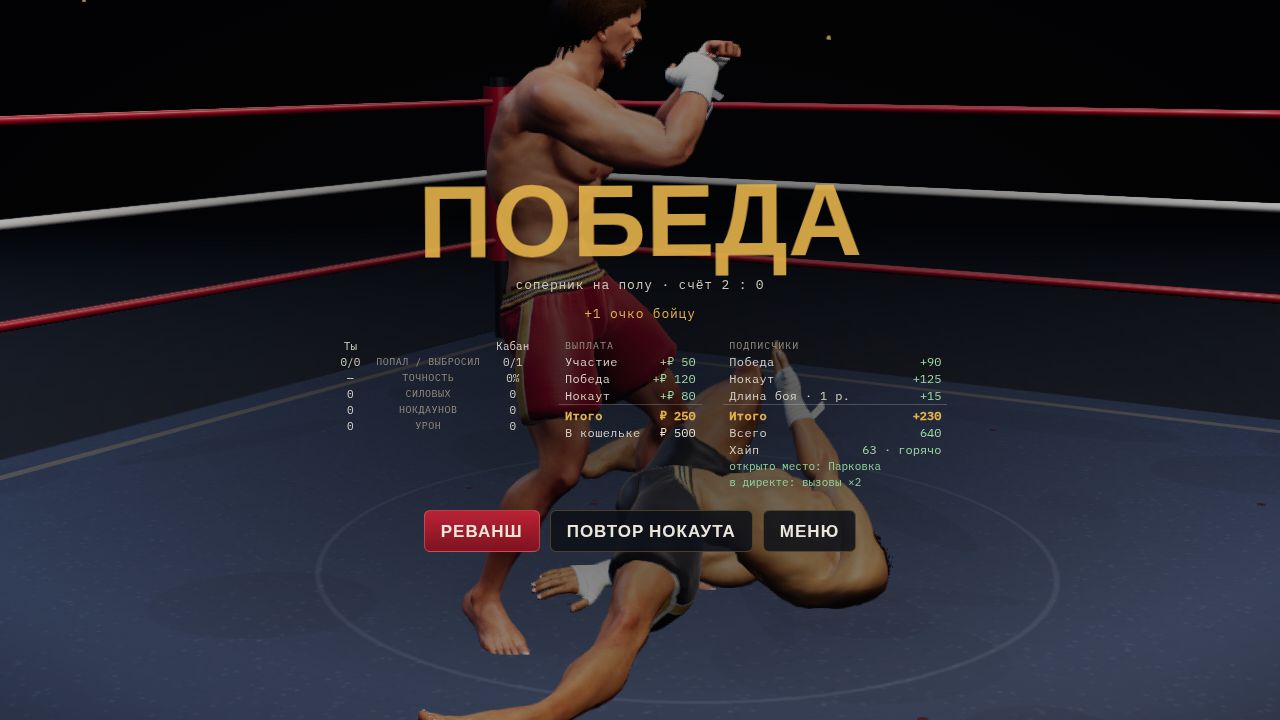 ПОБЕДА
соперник на полу · счёт 2 : 0
+1 очко бойцу
Ты Кабан
0/0 ПОПАЛ / ВЫБРОСИЛ 0/1
— ТОЧНОСТЬ 0%
0 СИЛОВЫХ 0
0 НОКДАУНОВ 0
0 УРОН 0
ВЫПЛАТА
Участие +₽ 50
Победа +₽ 120
Нокаут +₽ 80
Итого ₽ 250
В кошельке ₽ 500
ПОДПИСЧИКИ
Победа +90
Нокаут +125
Длина боя · 1 р. +15
Итого +230
Всего 640
Хайп 63 · горячо
открыто место: Парковка
в директе: вызовы ×2
РЕВАНШ
ПОВТОР НОКАУТА
МЕНЮ